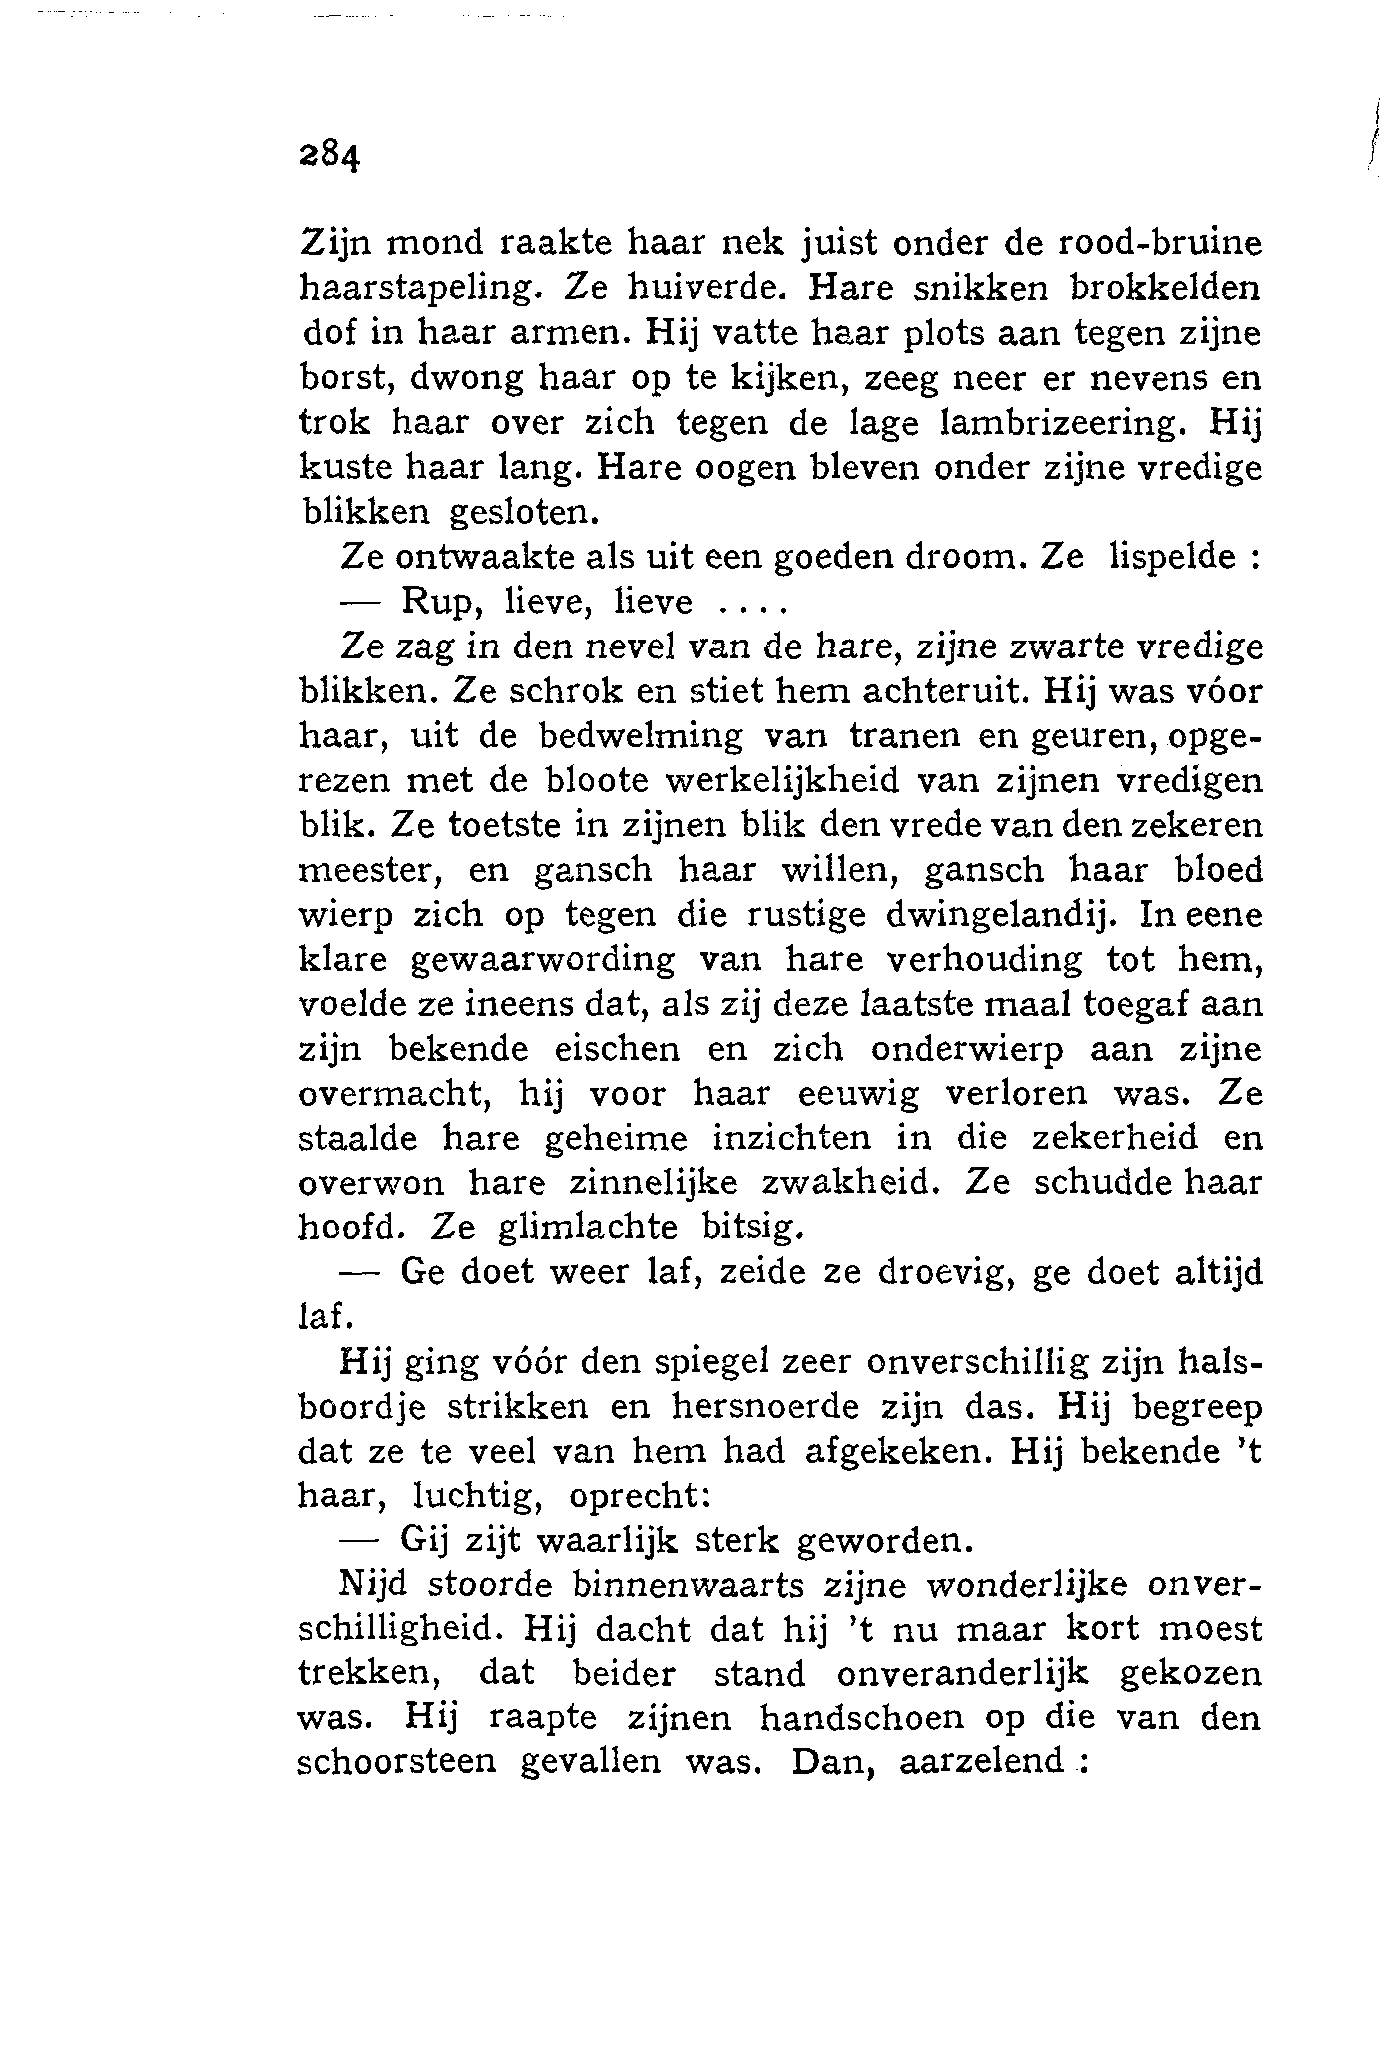 284
Zijn mond raakte haar nek juist onder de rood-bruine
haarstapeling. Ze huiverde. Hare snikken brokkelden
dof in haar armen. Hij vatte haar plots aan tegen zijne
borst, dwong haar op te kijken, zeeg neer er nevens en
trok haar over zich tegen de lage lambrizeering. Hij
kuste haar lang. Hare oogen bleven onder zijne vredige
blikken gesloten.
Ze ontwaakte als uit een goeden droom. Ze lispelde :
— Rup, lieve, lieve ....
Ze zag in den nevel van de hare, zijne zwarte vredige
blikken. Ze schrok en stiet hem achteruit. Hij was vóor
haar, uit de bedwelming van tranen en geuren, opge-
rezen met de bloote werkelijkheid van zijnen vredigen
blik. Ze toetste in zijnen blik den vrede van den zekeren
meester, en gansch haar willen, gansch haar bloed
wierp zich op tegen die rustige dwingelandij. In eene
klare gewaarwording van hare verhouding tot hem,
voelde ze ineens dat, als zij deze laatste maal toegaf aan
zijn bekende eischen en zich onderwierp aan zijne
overmacht, hij voor haar eeuwig verloren was. Ze
staalde hare geheime inzichten in die zekerheid en
overwon hare zinnelijke zwakheid. Ze schudde haar
hoofd. Ze glimlachte bitsig.
— Ge doet weer laf, zeide ze droevig, ge doet altijd
laf.
Hij ging vóór den spiegel zeer onverschillig zijn hals-
boordje strikken en hersnoerde zijn das. Hij begreep
dat ze te veel van hem had afgekeken. Hij bekende 't
haar, luchtig, oprecht:
— Gij zijt waarlijk sterk geworden.
Nijd stoorde binnenwaarts zijne wonderlijke onver-
schilligheid. Hij dacht dat hij 't nu maar kort moest
trekken, dat beider stand onveranderlijk gekozen
was. Hij raapte zijnen handschoen op die van den
schoorsteen gevallen was. Dan, aarzelend :